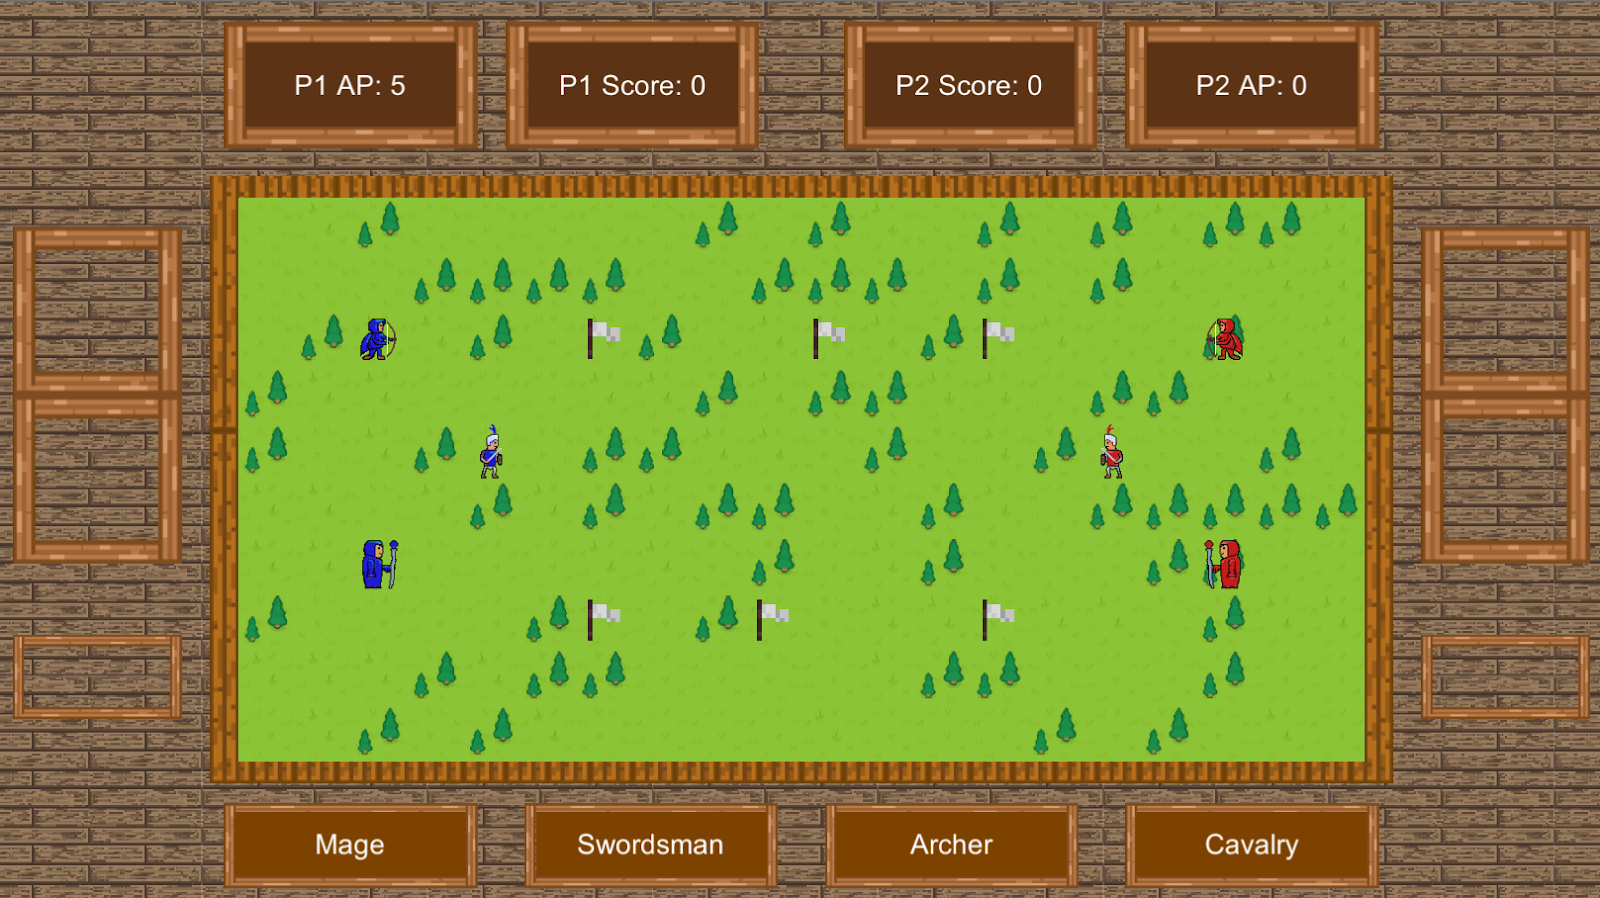 P1 AP: 5
P1 Score: 0
P2 Score: 0
P2 AP: 0
Mage
Swordsman
Archer
Cavalry